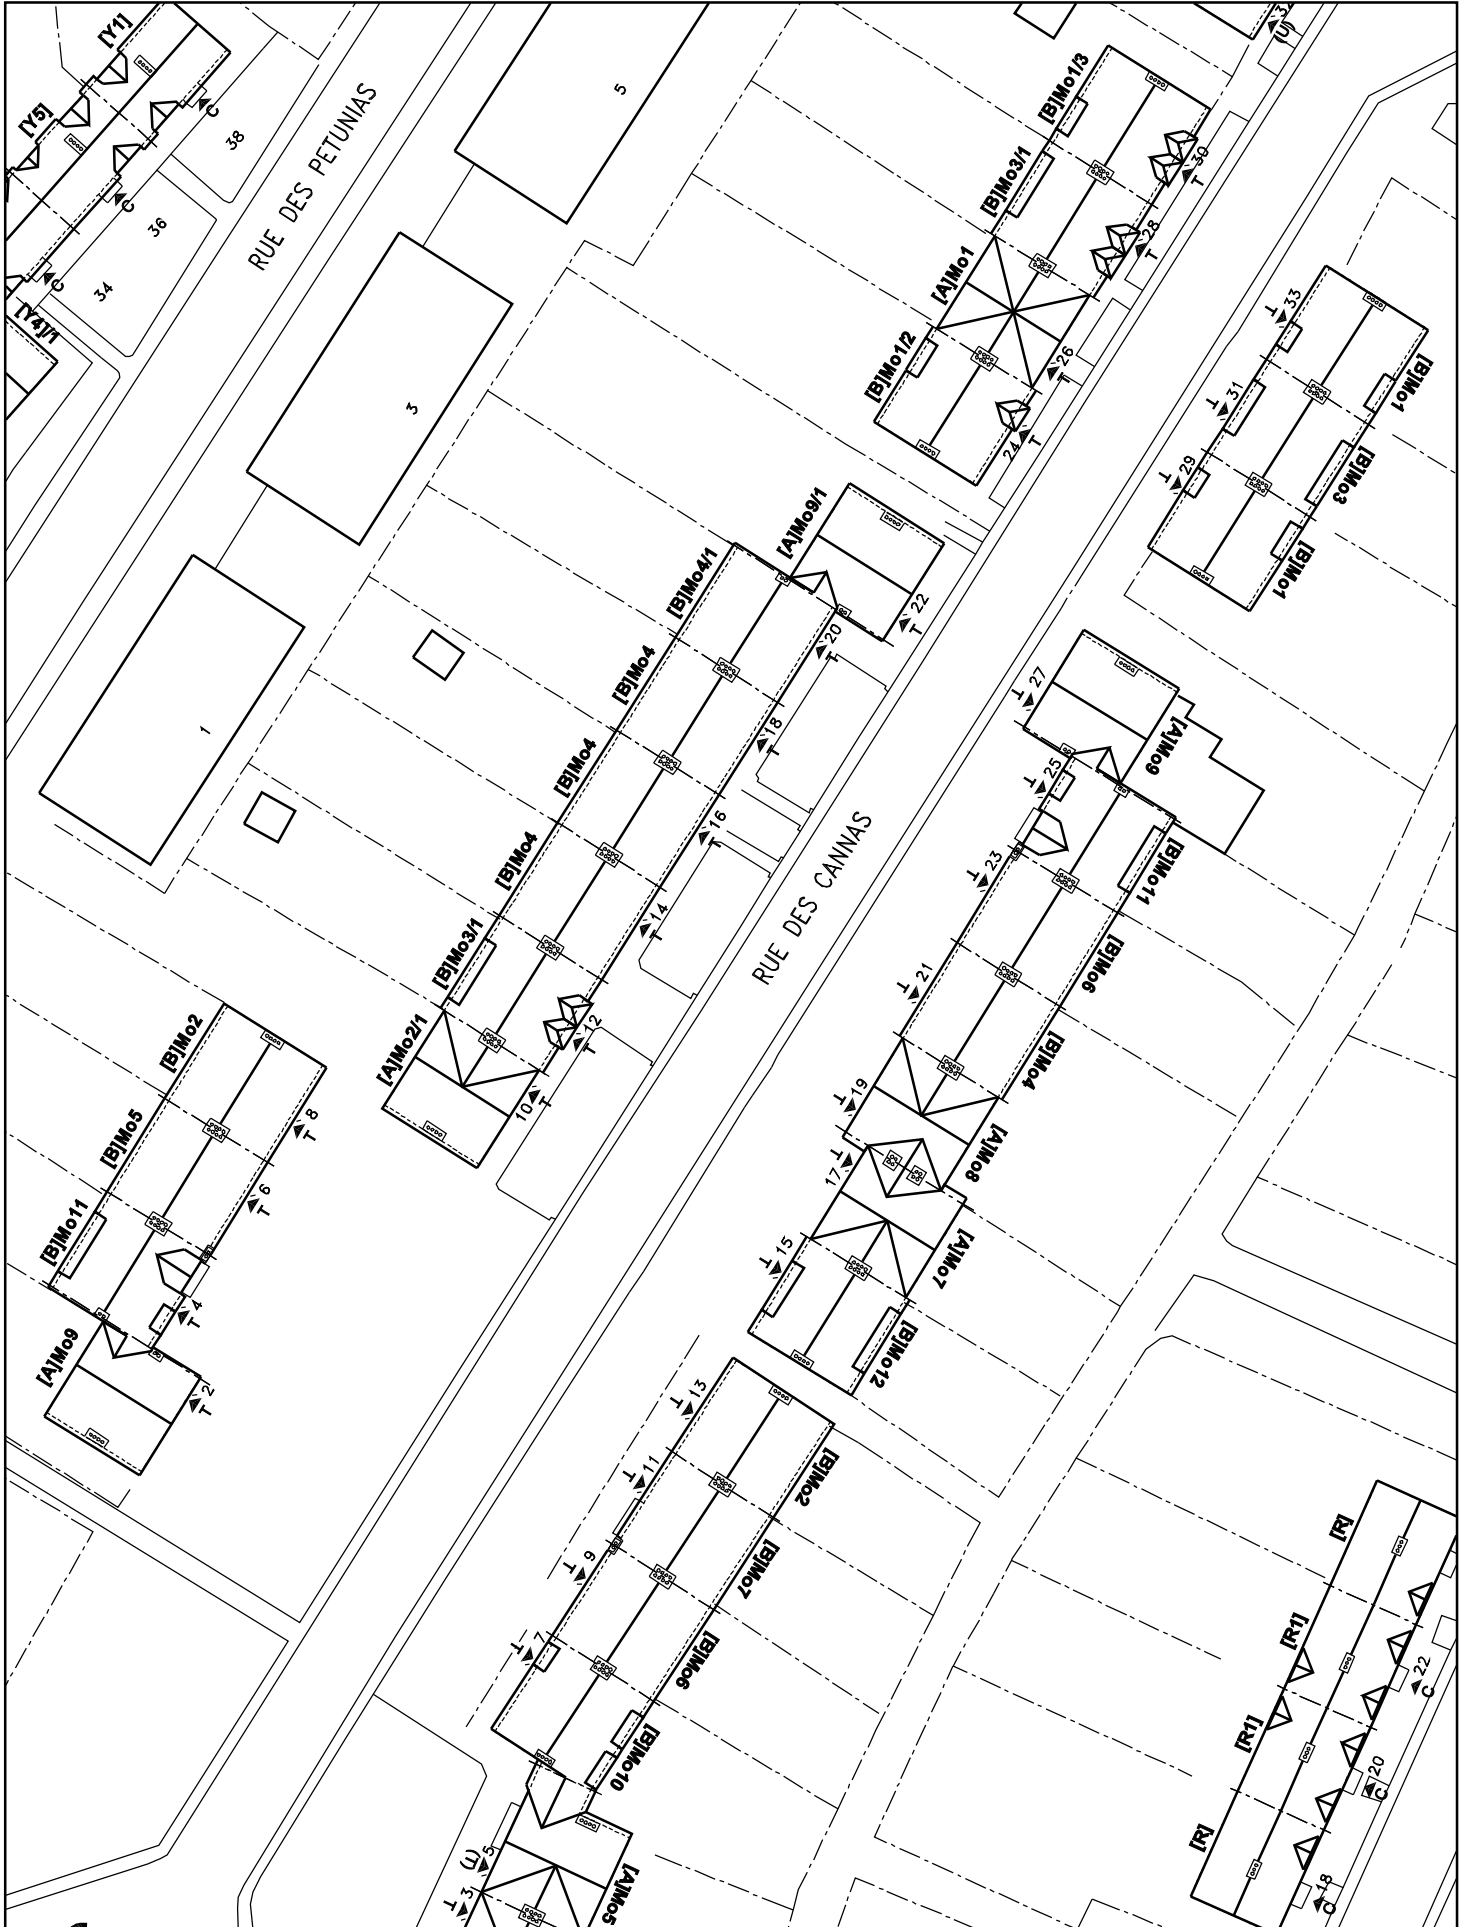 [Y1]
[Y5]
C
38
C
36
C
34
[Y4]/1
RUE DES PETUNIAS
5
3
1
32
(U)
[B]Mo1/3
[B]Mo3/1
[A]Mo1
[B]Mo1/2
30
T
28
T
26
T
24
T
33
T
31
T
29
T
[B]Mo1
[B]Mo3
[B]Mo1
[A]Mo9/1
[B]Mo4/1
[B]Mo4
[B]Mo4
[B]Mo4
[B]Mo3/1
[A]Mo2/1
22
T
20
T
18
T
16
T
14
T
12
T
10
T
RUE DES CANNAS
27
T
25
T
23
T
21
T
19
T
17
T
15
T
[A]Mo9
[B]Mo11
[B]Mo6
[B]Mo4
[A]Mo8
[A]Mo7
[B]Mo12
[B]Mo2
[B]Mo5
[B]Mo11
[A]Mo9
8
T
6
T
4
T
2
T
13
T
11
T
9
T
7
T
(L)
5
3
T
[B]Mo2
[B]Mo7
[B]Mo6
[B]Mo10
[A]Mo5
[R]
[R1]
[R1]
[R]
22
C
20
C
18
C